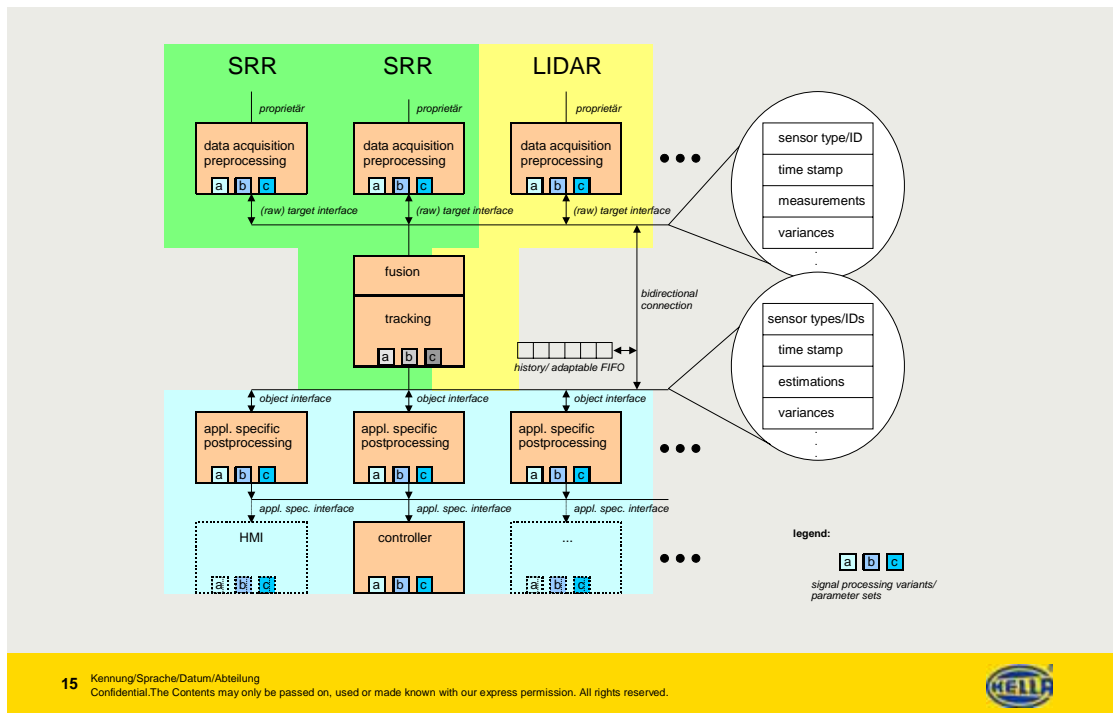 SRR
SRR
LIDAR
proprietär
proprietär
proprietär
data acquisition
preprocessing
a b c
data acquisition
preprocessing
a b c
data acquisition
preprocessing
a b c
(raw) target interface
(raw) target interface
(raw) target interface
sensor type/ID
time stamp
measurements
variances
.
.
fusion
tracking
a b c
bidirectional
connection
history/ adaptable FIFO
sensor types/IDs
time stamp
estimations
variances
.
.
.
object interface
object interface
object interface
appl. specific
postprocessing
a b c
appl. specific
postprocessing
a b c
appl. specific
postprocessing
a b c
appl. spec. interface
appl. spec. interface
appl. spec. interface
HMI
a b c
controller
a b c
...
a b c
legend:
a b c
signal processing variants/
parameter sets
15
Kennung/Sprache/Datum/Abteilung
Confidential.The Contents may only be passed on, used or made known with our express permission. All rights reserved.
HELLA